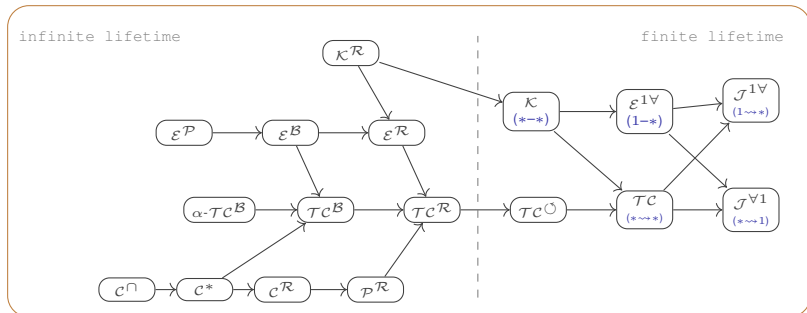 infinite lifetime
finite lifetime
𝒦^ℛ
𝒦
(∗–∗)
ℰ^{1∀}
(1–∗)
𝒥^{1∀}
(1⇝∗)
ℰ^𝒫
ℰ^ℬ
ℰ^ℛ
α-𝒯𝒞^ℬ
𝒯𝒞^ℬ
𝒯𝒞^ℛ
𝒯𝒞^↺
𝒯𝒞
(∗⇝∗)
𝒥^{∀1}
(∗⇝1)
𝒞^∩
𝒞^∗
𝒞^ℛ
𝒫^ℛ